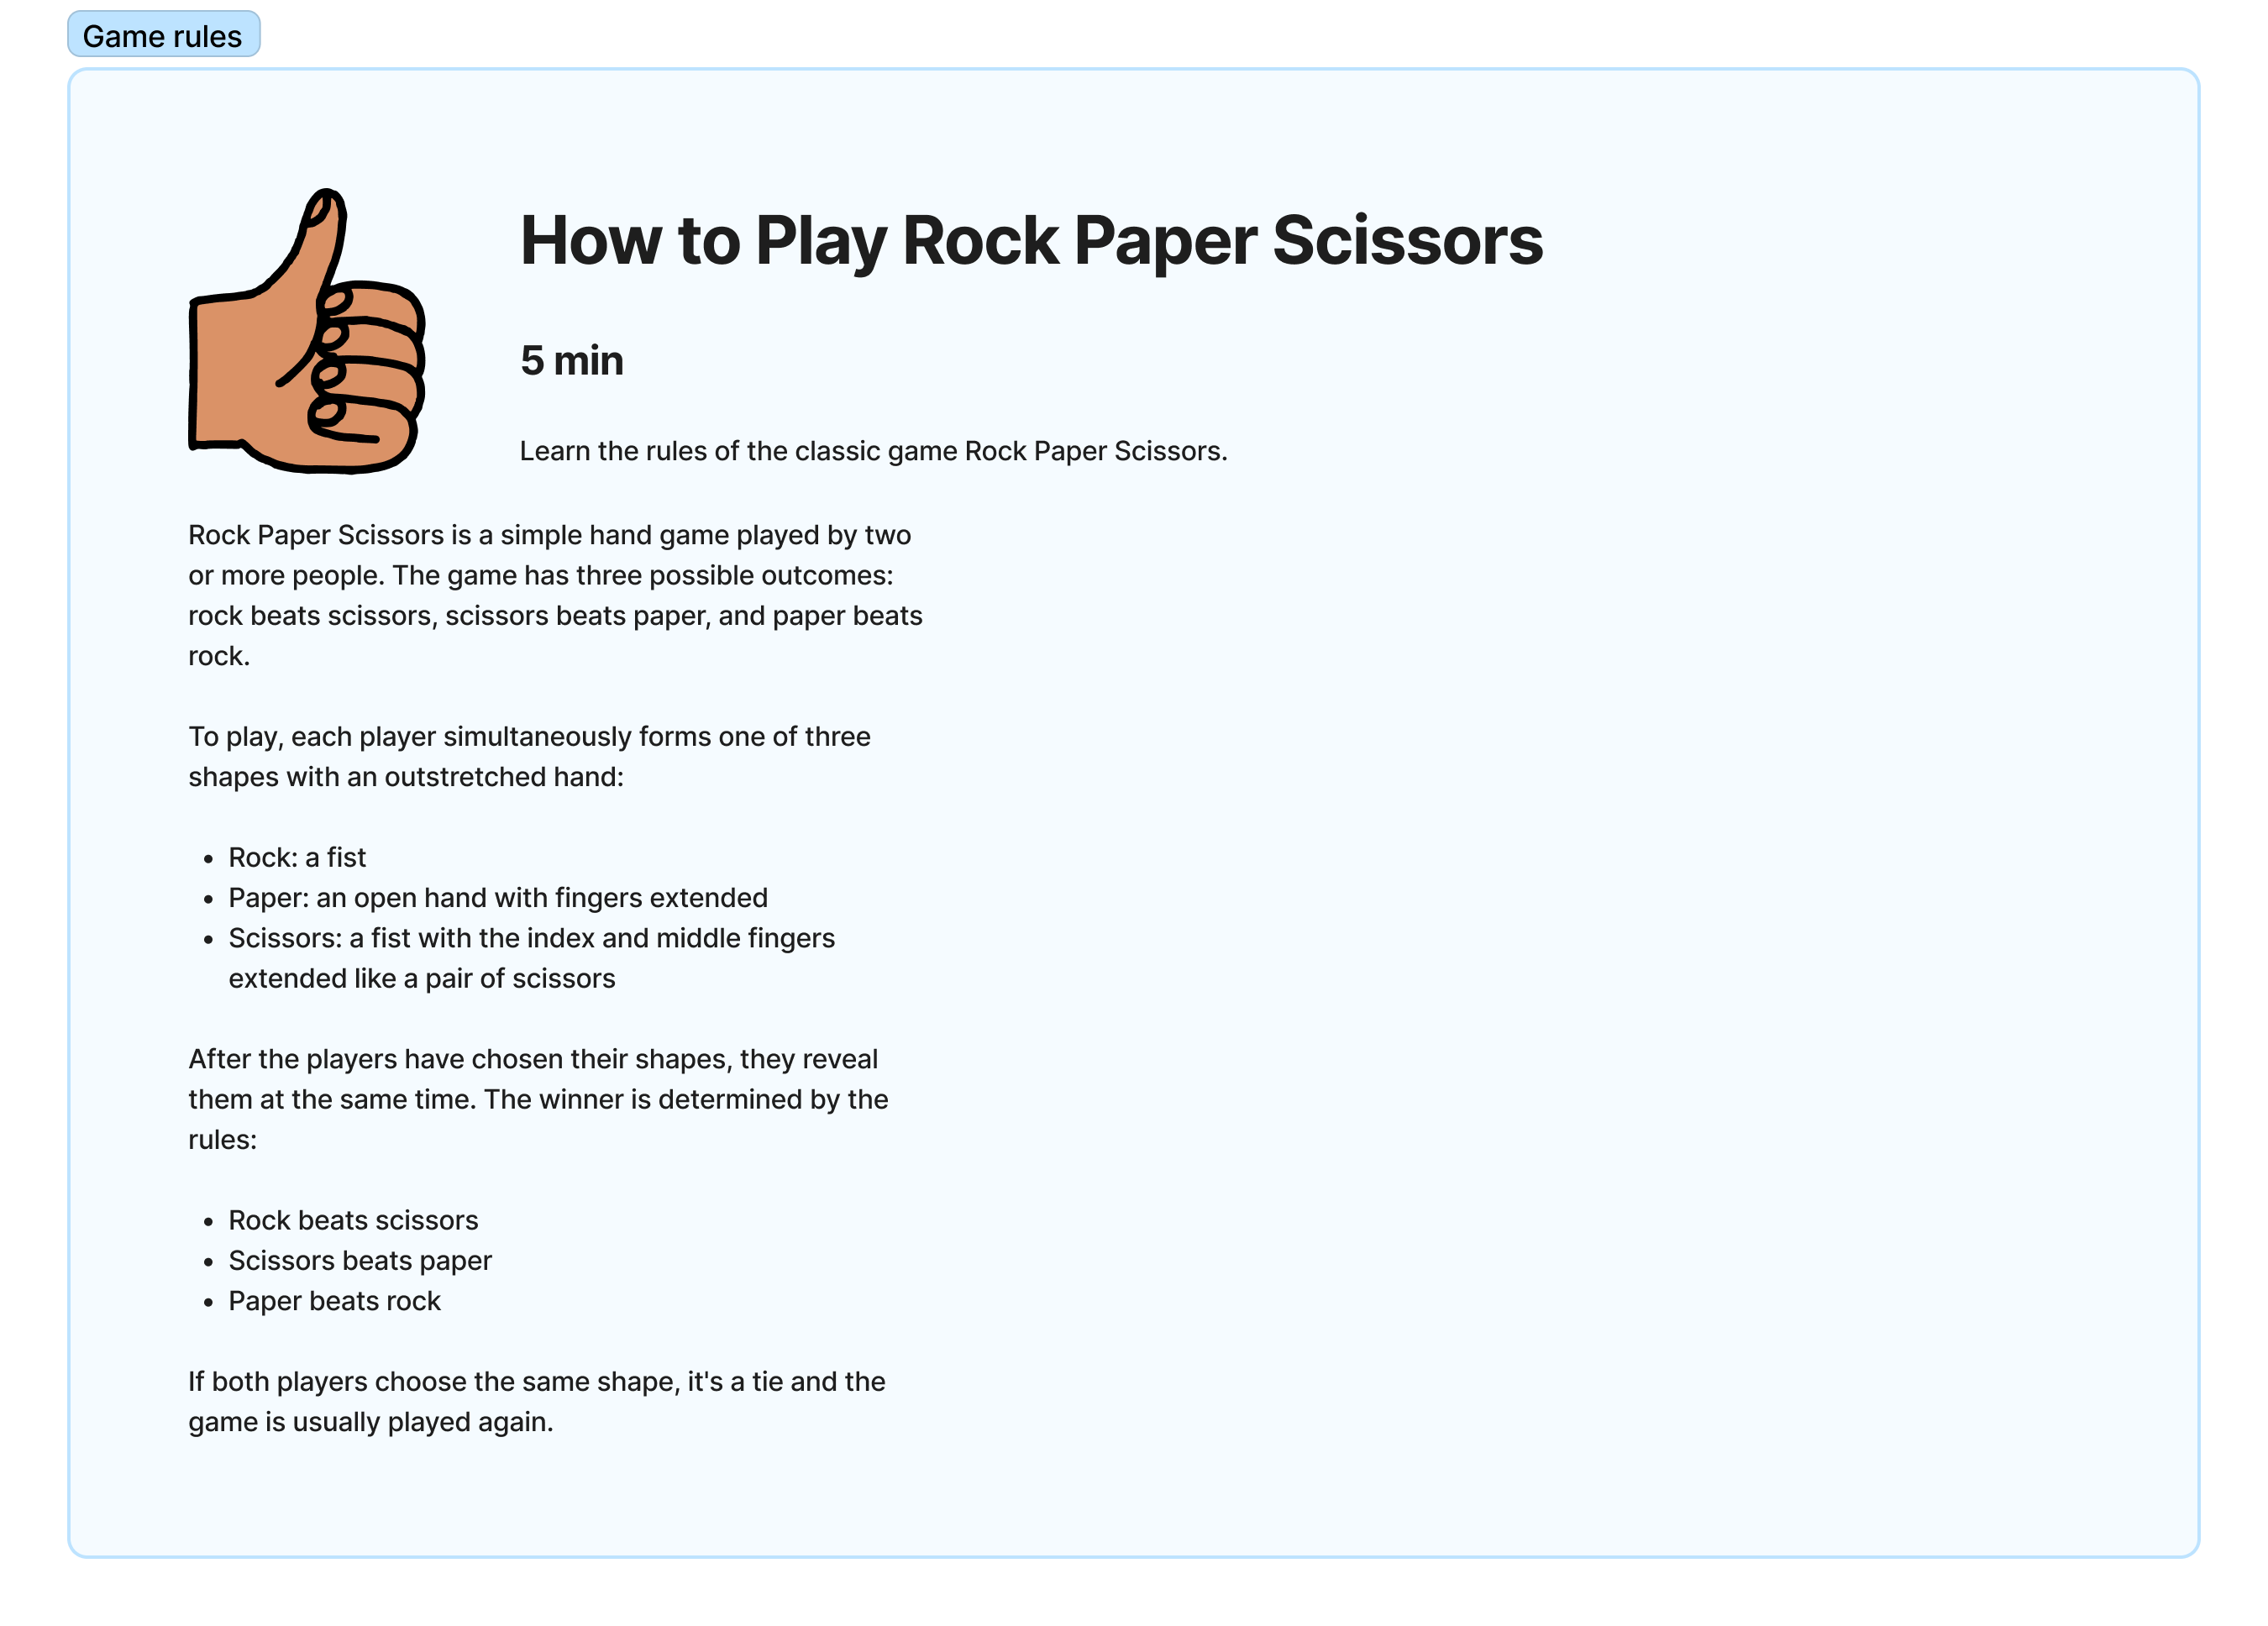 Game rules
How to Play Rock Paper Scissors
5 min
Learn the rules of the classic game Rock Paper Scissors.
Rock Paper Scissors is a simple hand game played by two
or more people. The game has three possible outcomes:
rock beats scissors, scissors beats paper, and paper beats
rock.
To play, each player simultaneously forms one of three
shapes with an outstretched hand:
• Rock: a fist
• Paper: an open hand with fingers extended
• Scissors: a fist with the index and middle fingers
extended like a pair of scissors
After the players have chosen their shapes, they reveal
them at the same time. The winner is determined by the
rules:
• Rock beats scissors
• Scissors beats paper
• Paper beats rock
If both players choose the same shape, it's a tie and the
game is usually played again.